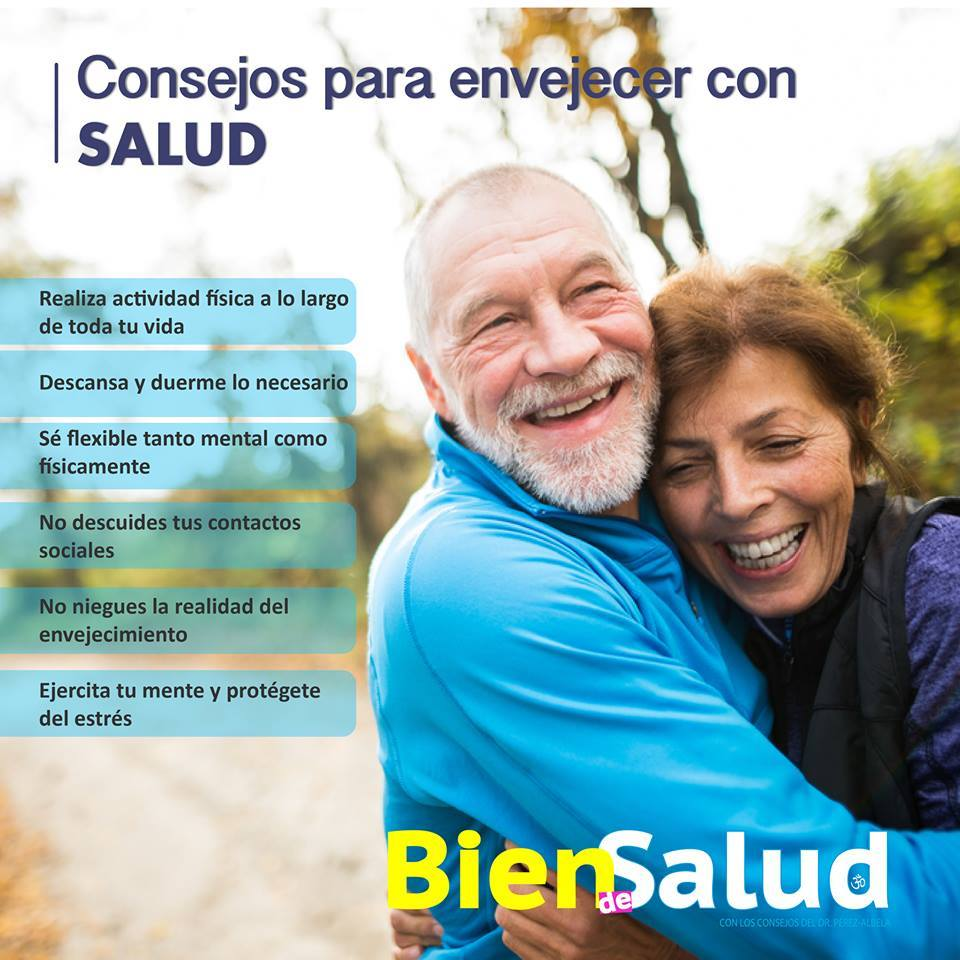 Consejos para envejecer con
SALUD
Realiza actividad física a lo largo
de toda tu vida
Descansa y duerme lo necesario
Sé flexible tanto mental como
físicamente
No descuides tus contactos
sociales
No niegues la realidad del
envejecimiento
Ejercita tu mente y protégete
del estrés
Bien de Salud
CON LOS CONSEJOS DEL DR. PEREZ-ALBELA